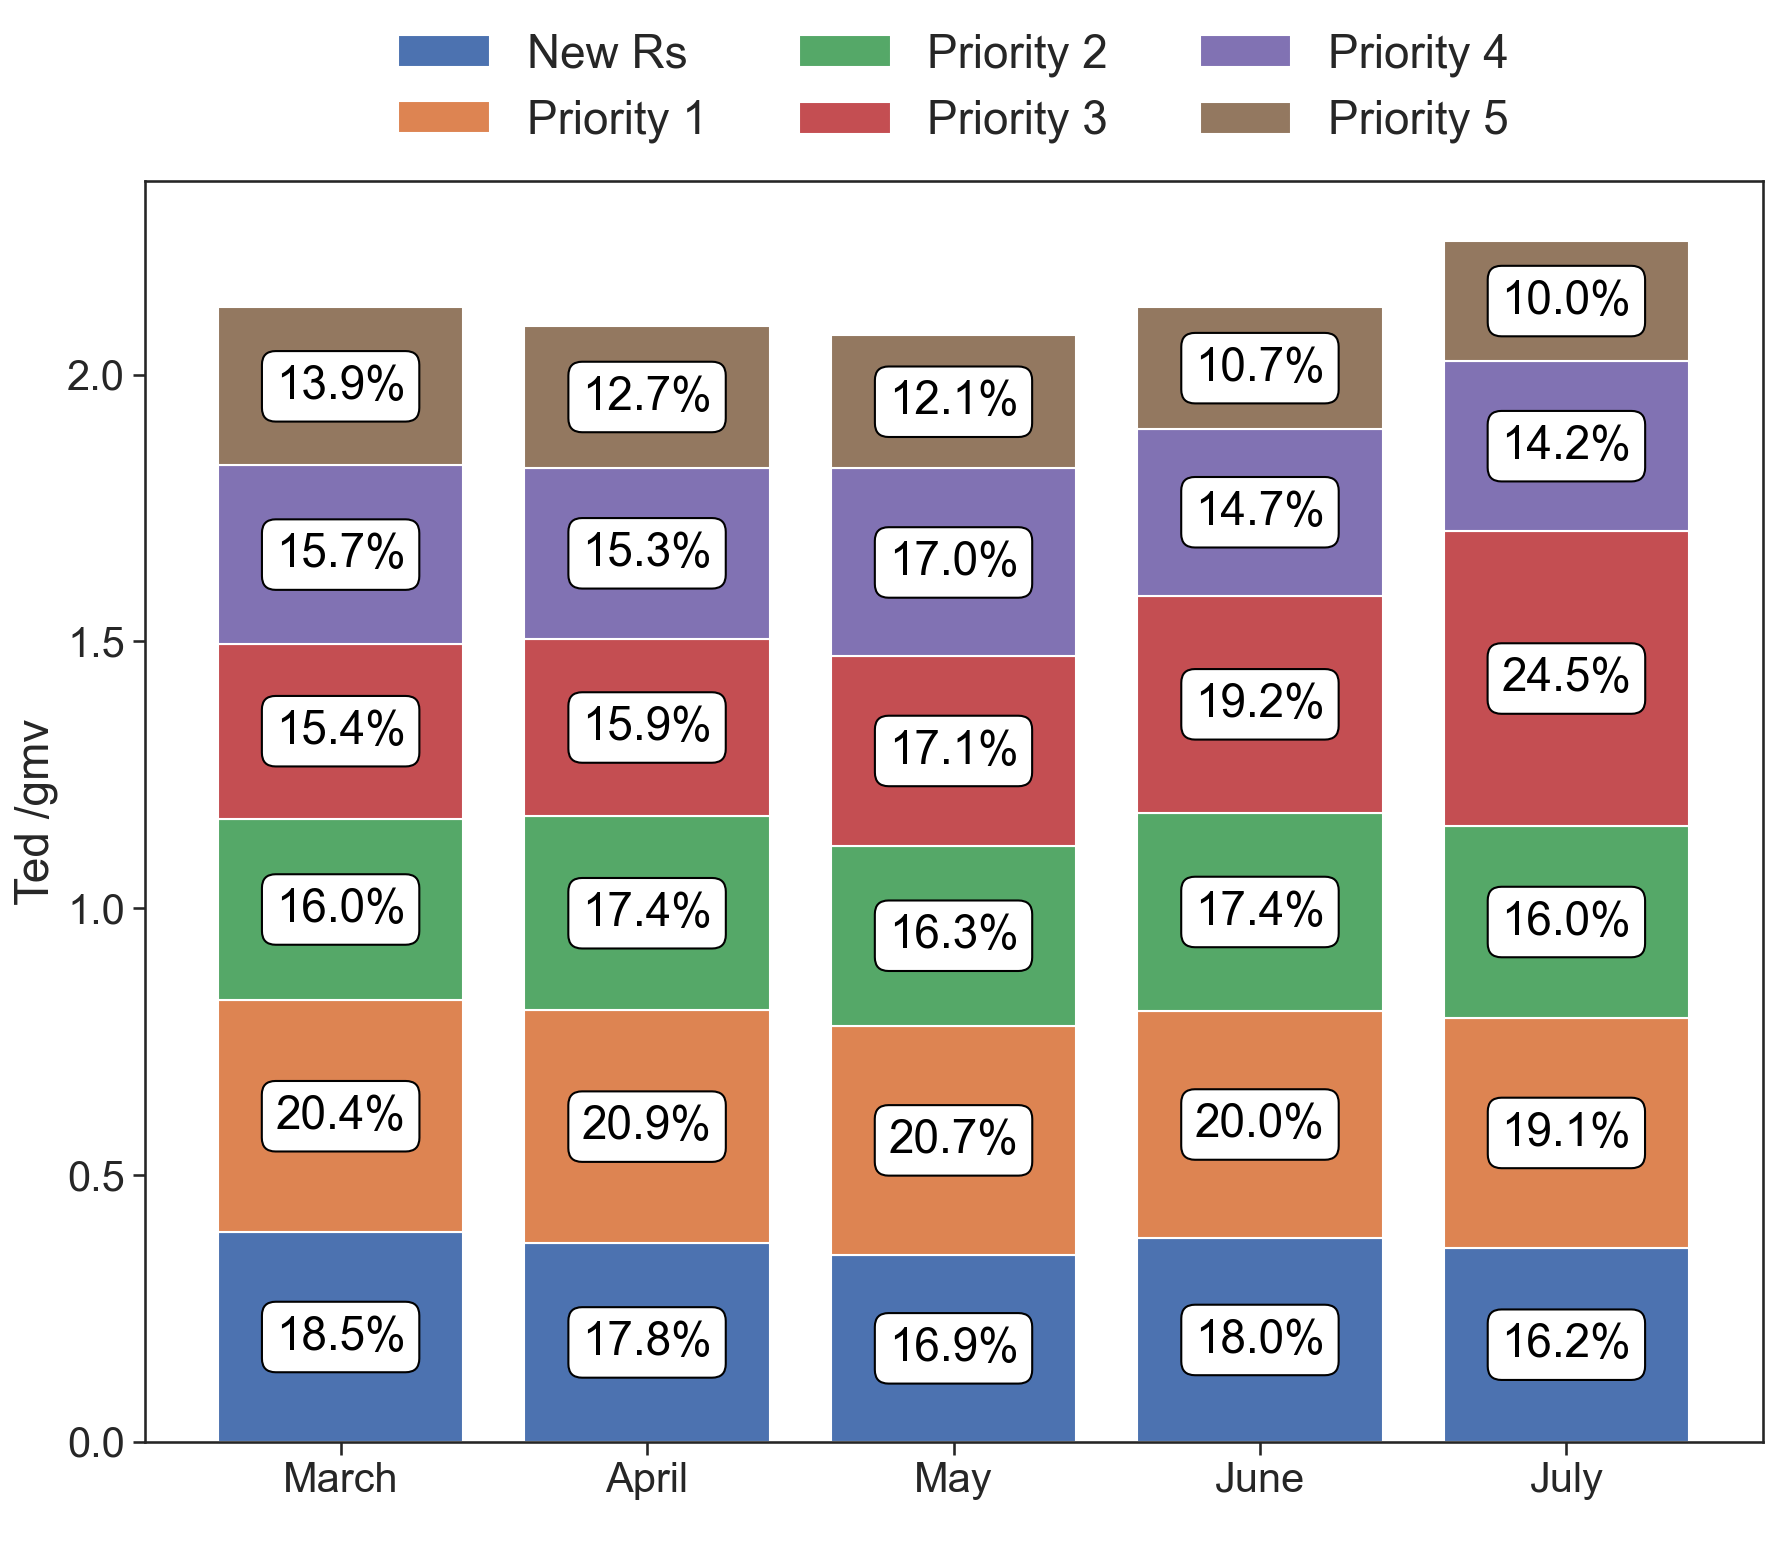 New Rs
Priority 1
Priority 2
Priority 3
Priority 4
Priority 5
Ted /gmv
2.0
1.5
1.0
0.5
0.0
13.9%
15.7%
15.4%
16.0%
20.4%
18.5%
12.7%
15.3%
15.9%
17.4%
20.9%
17.8%
12.1%
17.0%
17.1%
16.3%
20.7%
16.9%
10.7%
14.7%
19.2%
17.4%
20.0%
18.0%
10.0%
14.2%
24.5%
16.0%
19.1%
16.2%
March
April
May
June
July